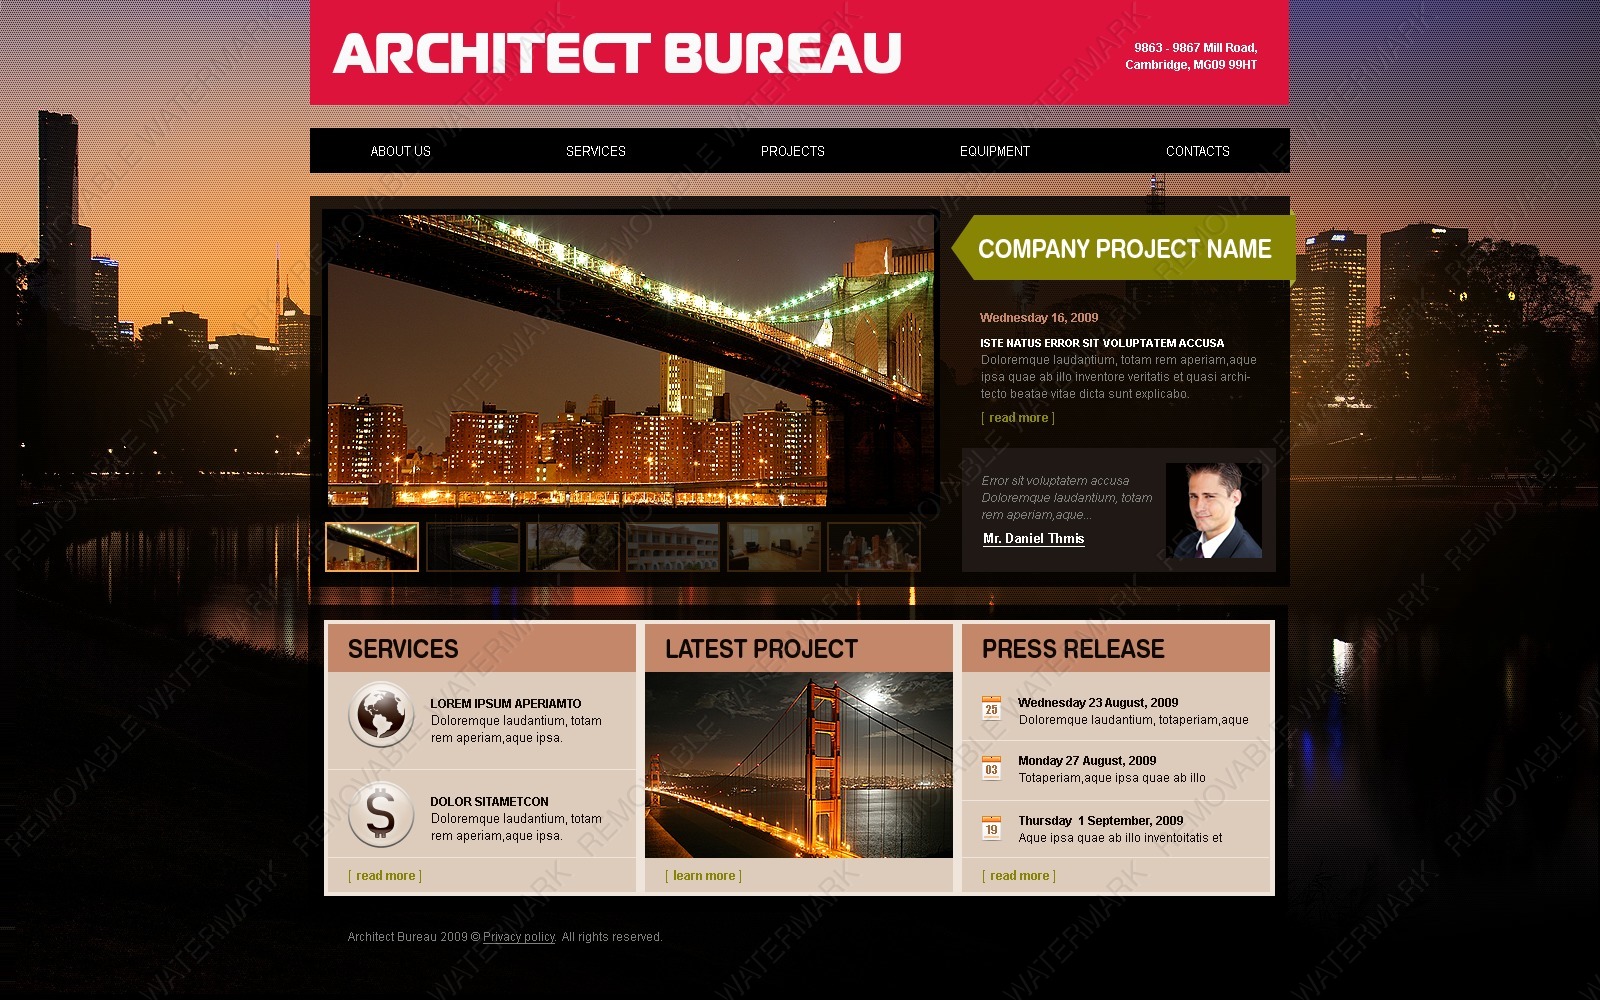 ARCHITECT BUREAU
9863 - 9867 Mill Road,
Cambridge, MG09 99HT
ABOUT US
SERVICES
PROJECTS
EQUIPMENT
CONTACTS
COMPANY PROJECT NAME
Wednesday 16, 2009
ISTE NATUS ERROR SIT VOLUPTATEM ACCUSA
Doloremque laudantium, totam rem aperiam,aque
ipsa quae ab illo inventore veritatis et quasi archi-
tecto beatae vitae dicta sunt explicabo.
[ read more ]
Error sit voluptatem accusa
Doloremque laudantium, totam
rem aperiam,aque...
Mr. Daniel Thmis
SERVICES
LOREM IPSUM APERIAMTO
Doloremque laudantium, totam
rem aperiam,aque ipsa.
$
DOLOR SITAMETCON
Doloremque laudantium, totam
rem aperiam,aque ipsa.
[ read more ]
LATEST PROJECT
[ learn more ]
PRESS RELEASE
25
Wednesday 23 August, 2009
Doloremque laudantium, totaperiam,aque
03
Monday 27 August, 2009
Totaperiam,aque ipsa quae ab illo
19
Thursday 1 September, 2009
Aque ipsa quae ab illo inventoitatis et
[ read more ]
Architect Bureau 2009 © Privacy policy. All rights reserved.
REMOVABLE WATERMARK